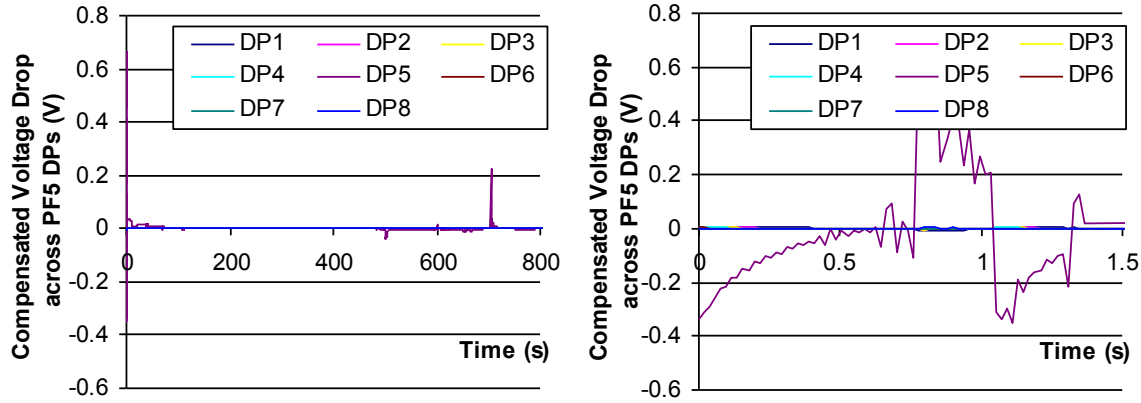 Compensated Voltage Drop
across PF5 DPs (V)
0.8
0.6
0.4
0.2
0
-0.2
-0.4
-0.6
DP1 DP2 DP3
DP4 DP5 DP6
DP7 DP8
0 200 400 600 800
Time (s)
Compensated Voltage Drop
across PF5 DPs (V)
0.8
0.6
0.4
0.2
0
-0.2
-0.4
-0.6
DP1 DP2 DP3
DP4 DP5 DP6
DP7 DP8
0 0.5 1 1.5
Time (s)